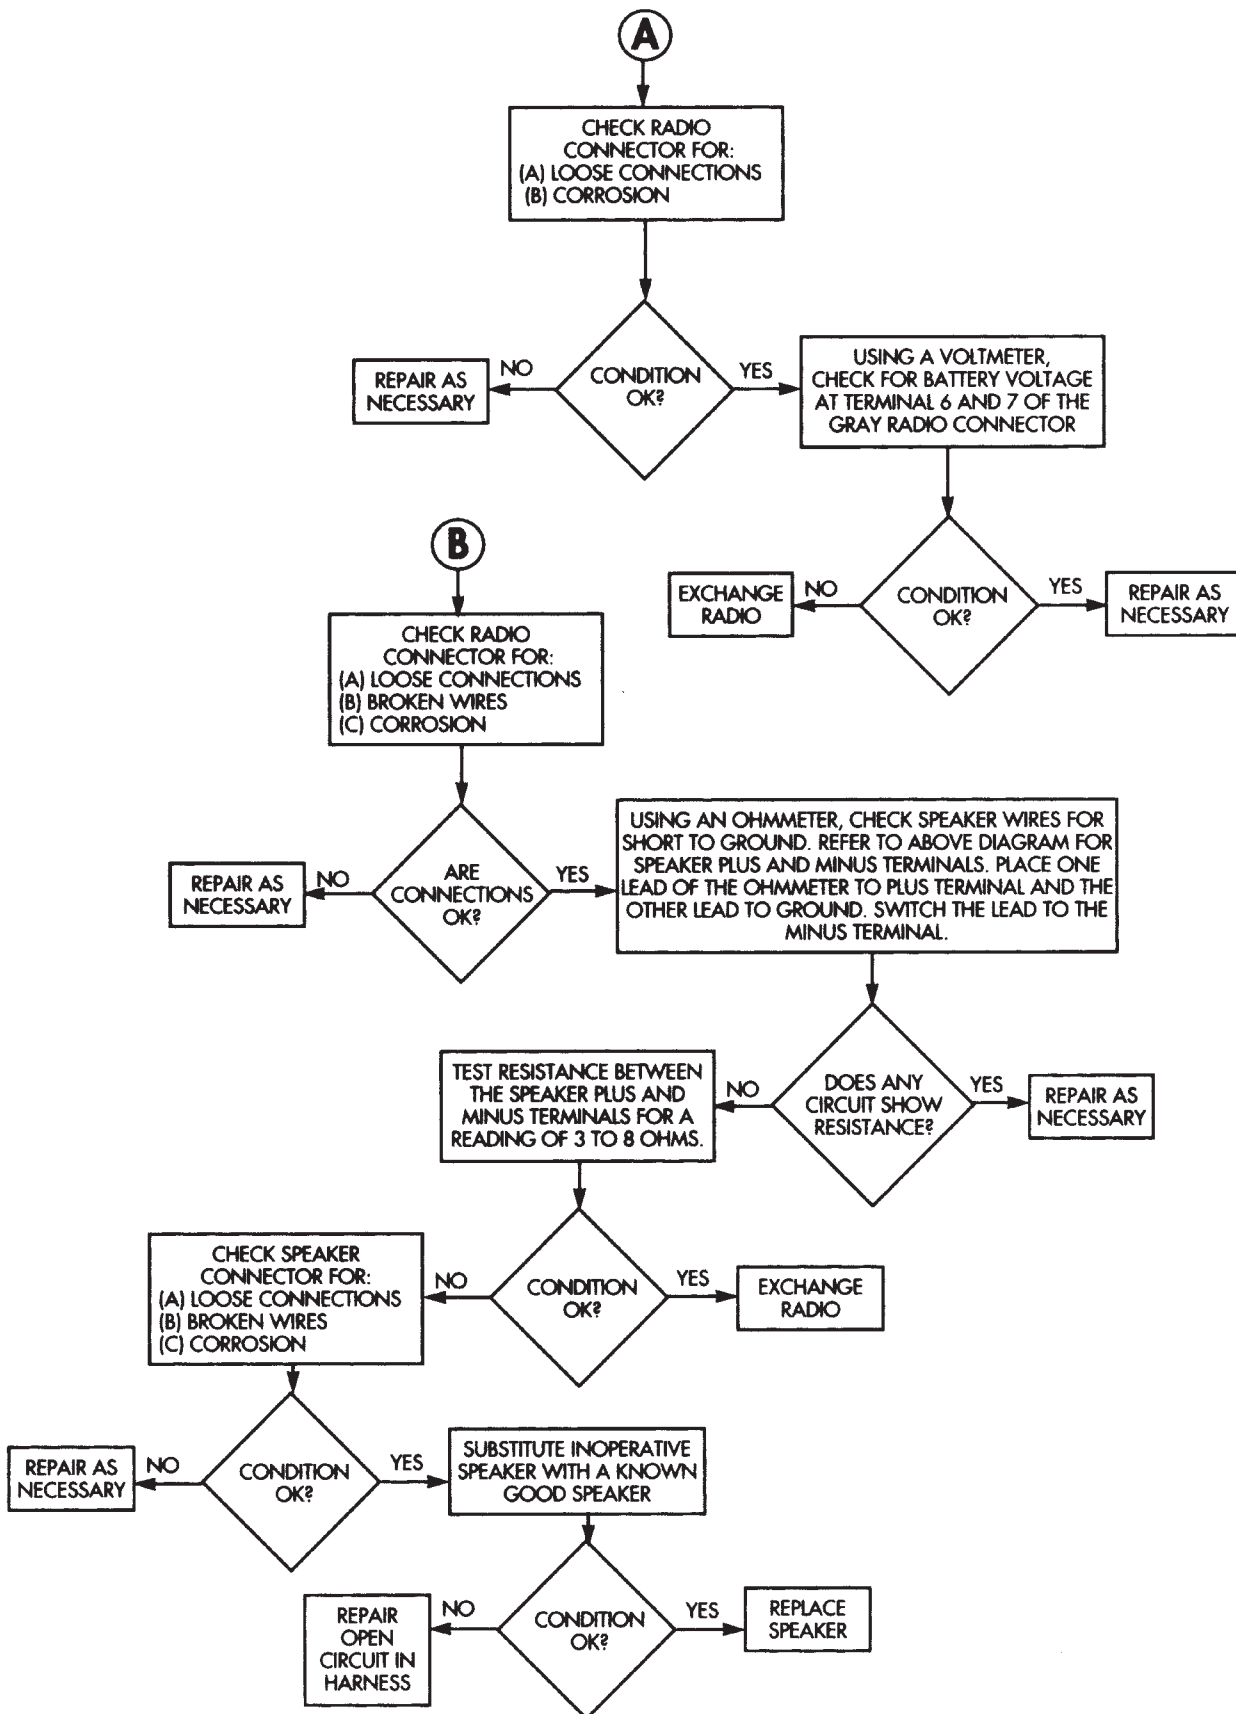 A
CHECK RADIO
CONNECTOR FOR:
(A) LOOSE CONNECTIONS
(B) CORROSION
CONDITION
OK?
NO
REPAIR AS
NECESSARY
YES
USING A VOLTMETER,
CHECK FOR BATTERY VOLTAGE
AT TERMINAL 6 AND 7 OF THE
GRAY RADIO CONNECTOR
CONDITION
OK?
NO
EXCHANGE
RADIO
YES
REPAIR AS
NECESSARY
B
CHECK RADIO
CONNECTOR FOR:
(A) LOOSE CONNECTIONS
(B) BROKEN WIRES
(C) CORROSION
ARE
CONNECTIONS
OK?
NO
REPAIR AS
NECESSARY
YES
USING AN OHMMETER, CHECK SPEAKER WIRES FOR
SHORT TO GROUND. REFER TO ABOVE DIAGRAM FOR
SPEAKER PLUS AND MINUS TERMINALS. PLACE ONE
LEAD OF THE OHMMETER TO PLUS TERMINAL AND THE
OTHER LEAD TO GROUND. SWITCH THE LEAD TO THE
MINUS TERMINAL.
DOES ANY
CIRCUIT SHOW
RESISTANCE?
YES
REPAIR AS
NECESSARY
NO
TEST RESISTANCE BETWEEN
THE SPEAKER PLUS AND
MINUS TERMINALS FOR A
READING OF 3 TO 8 OHMS.
CONDITION
OK?
YES
EXCHANGE
RADIO
NO
CHECK SPEAKER
CONNECTOR FOR:
(A) LOOSE CONNECTIONS
(B) BROKEN WIRES
(C) CORROSION
CONDITION
OK?
NO
REPAIR AS
NECESSARY
YES
SUBSTITUTE INOPERATIVE
SPEAKER WITH A KNOWN
GOOD SPEAKER
CONDITION
OK?
NO
REPAIR
OPEN
CIRCUIT IN
HARNESS
YES
REPLACE
SPEAKER